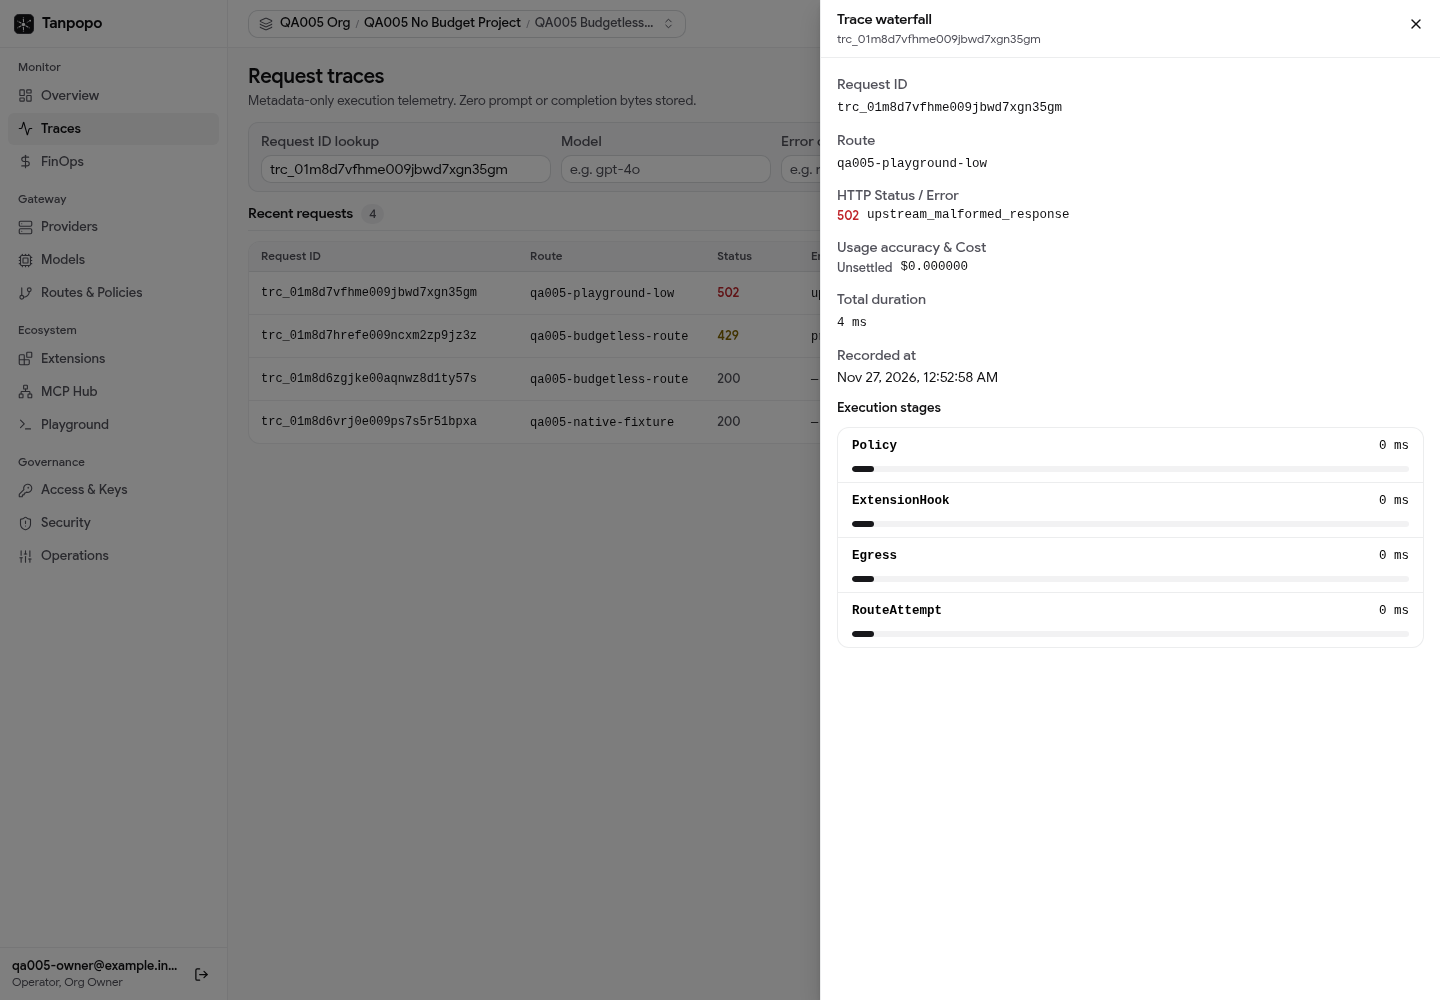 Tanpopo
Monitor
Overview
Traces
FinOps
Gateway
Providers
Models
Routes & Policies
Ecosystem
Extensions
MCP Hub
Playground
Governance
Access & Keys
Security
Operations
qa005-owner@example.in...
Operator, Org Owner
QA005 Org / QA005 No Budget Project / QA005 Budgetless...
Request traces
Metadata-only execution telemetry. Zero prompt or completion bytes stored.
Request ID lookup Model Error
trc_01m8d7vfhme009jbwd7xgn35gm e.g. gpt-4o e.g.
Recent requests 4
Request ID Route Status
trc_01m8d7vfhme009jbwd7xgn35gm qa005-playground-low 502
trc_01m8d7hrefe009ncxm2zp9jz3z qa005-budgetless-route 429
trc_01m8d6zgjke00aqnwz8d1ty57s qa005-budgetless-route 200 —
trc_01m8d6vrj0e009ps7s5r51bpxa qa005-native-fixture 200 —
Trace waterfall
trc_01m8d7vfhme009jbwd7xgn35gm
Request ID
trc_01m8d7vfhme009jbwd7xgn35gm
Route
qa005-playground-low
HTTP Status / Error
502 upstream_malformed_response
Usage accuracy & Cost
Unsettled $0.000000
Total duration
4 ms
Recorded at
Nov 27, 2026, 12:52:58 AM
Execution stages
Policy 0 ms
ExtensionHook 0 ms
Egress 0 ms
RouteAttempt 0 ms